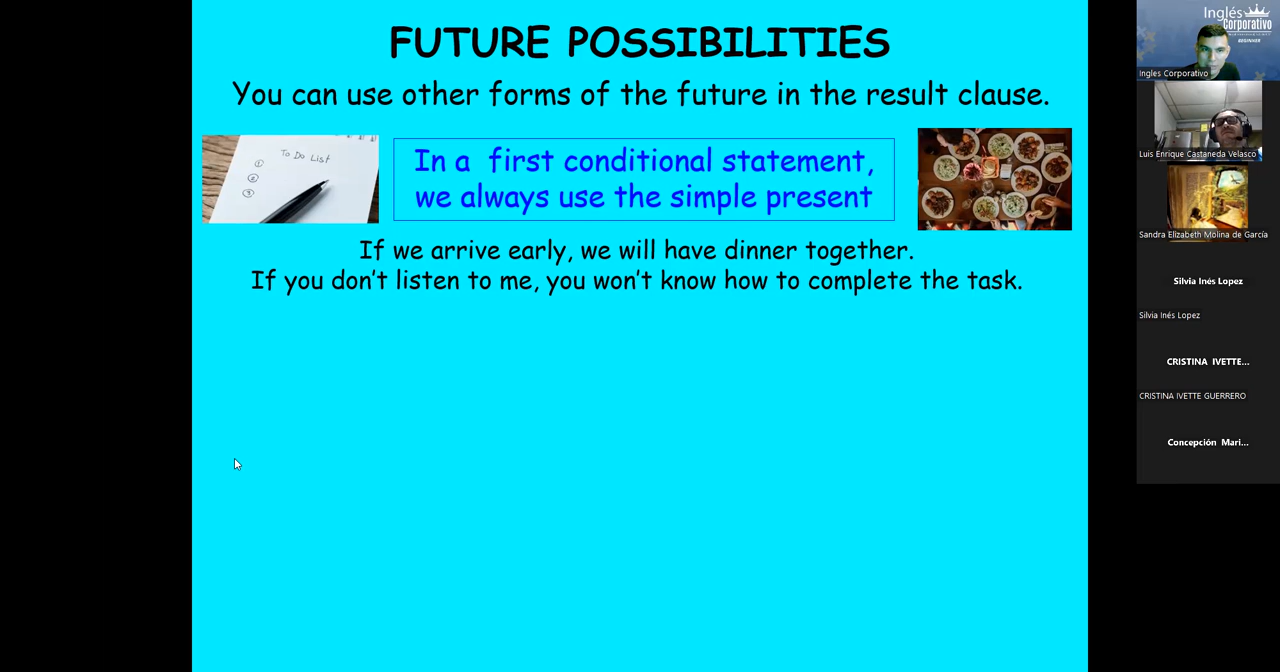 FUTURE POSSIBILITIES
You can use other forms of the future in the result clause.
To Do List
1
2
3
In a first conditional statement,
we always use the simple present
If we arrive early, we will have dinner together.
If you don't listen to me, you won't know how to complete the task.
Inglés
Corporativo
BEGINNER
Ingles Corporativo
Luis Enrique Castaneda Velasco
Sandra Elizabeth Molina de García
Silvia Inés Lopez
Silvia Inés Lopez
CRISTINA IVETTE...
CRISTINA IVETTE GUERRERO
Concepción Mari...